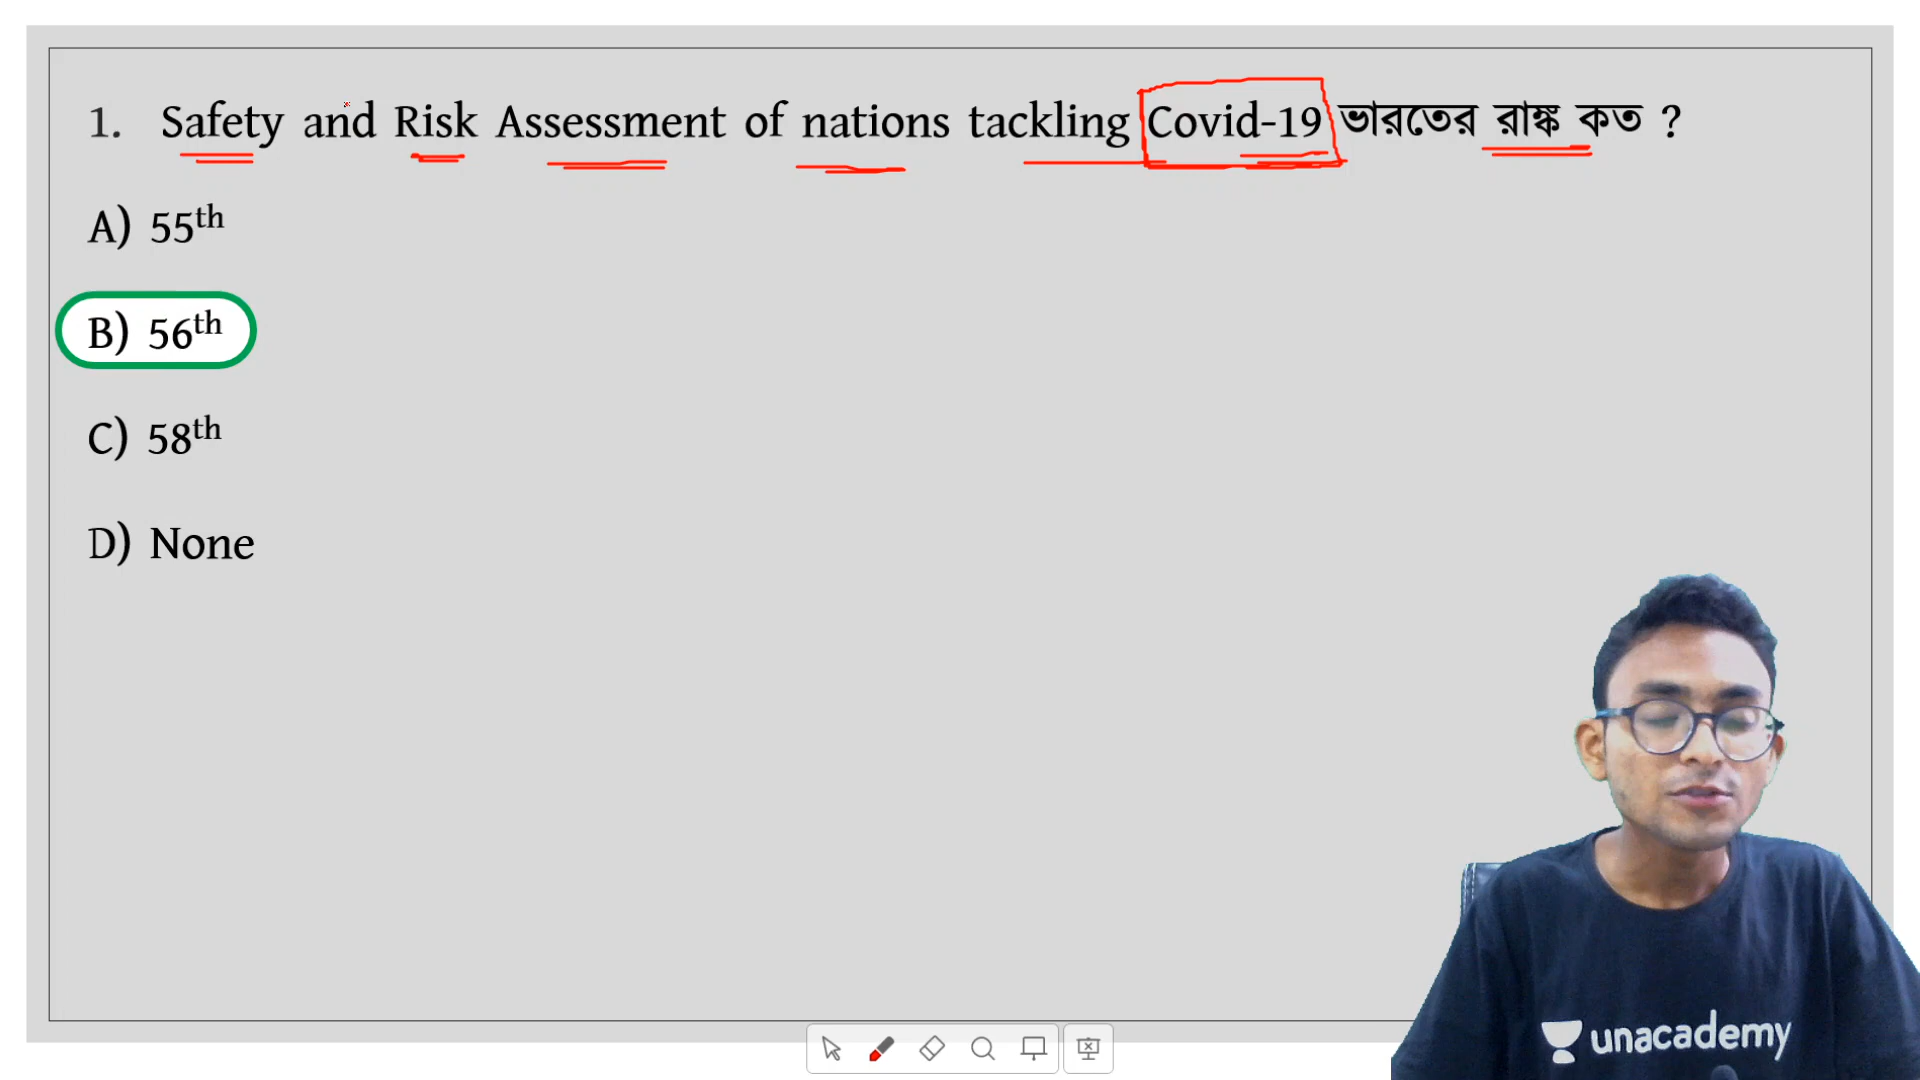 1. Safety and Risk Assessment of nations tackling Covid-19 ভারতের রাঙ্ক কত ?
A) 55th
B) 56th
C) 58th
D) None
unacademy